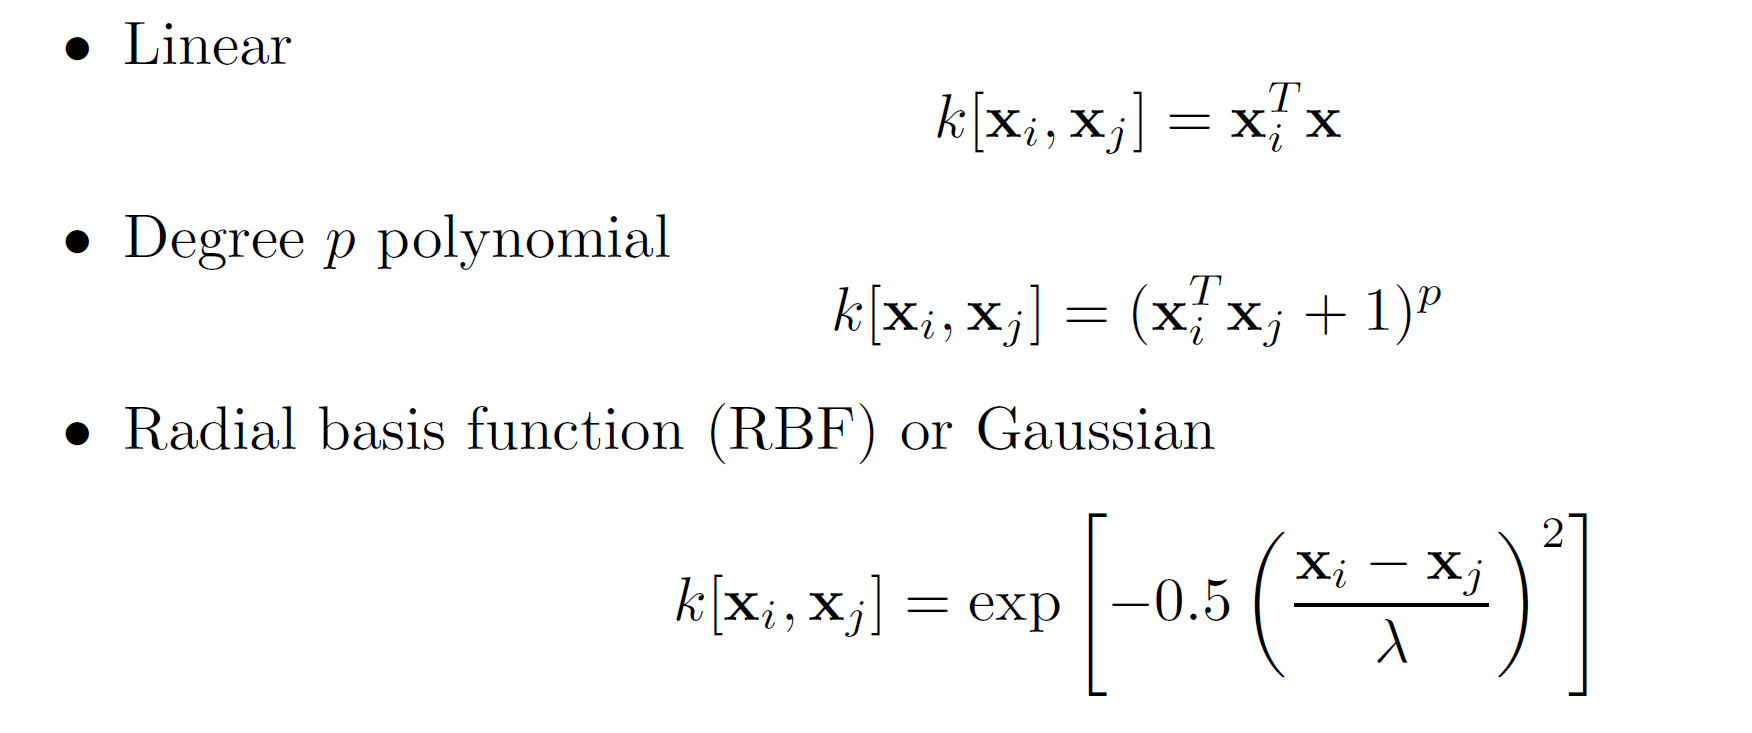 • Linear
k[𝐱ᵢ, 𝐱ⱼ] = 𝐱ᵢᵀ𝐱
• Degree p polynomial
k[𝐱ᵢ, 𝐱ⱼ] = (𝐱ᵢᵀ𝐱ⱼ + 1)ᵖ
• Radial basis function (RBF) or Gaussian
k[𝐱ᵢ, 𝐱ⱼ] = exp [−0.5 ((𝐱ᵢ − 𝐱ⱼ)/λ)²]